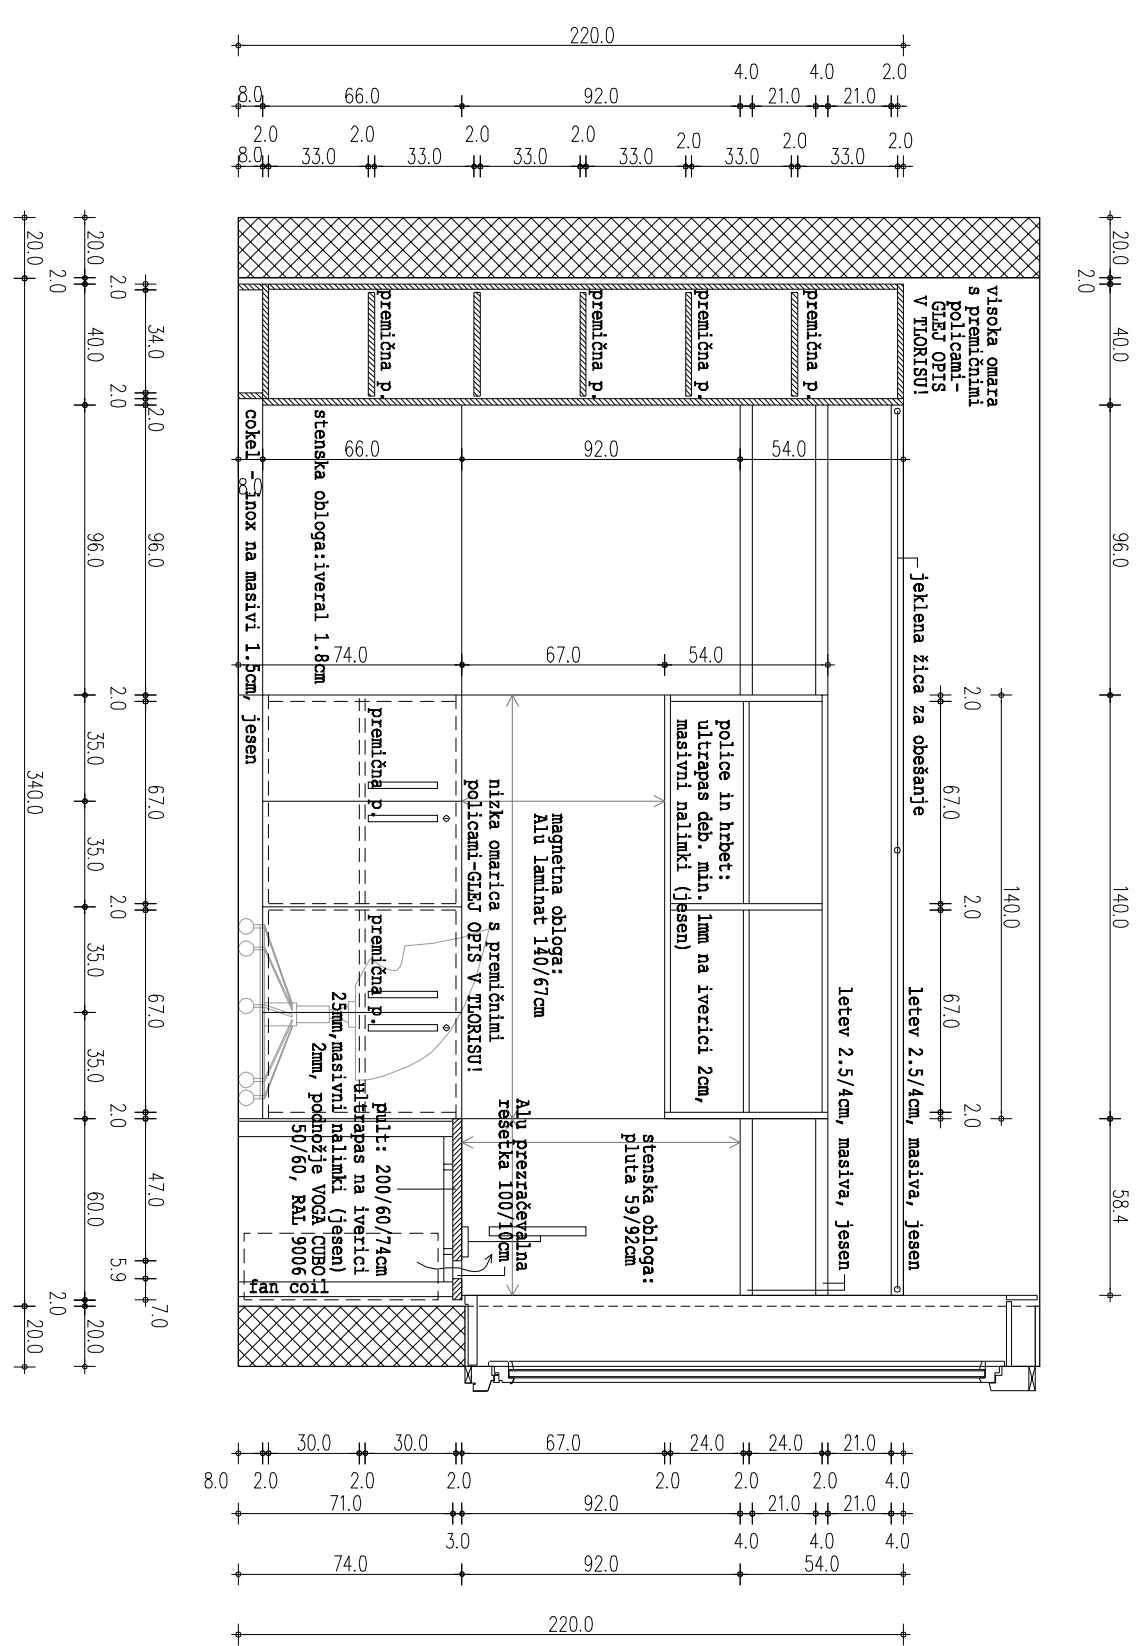 220.0
4.0
4.0
2.0
8.0
66.0
92.0
21.0
21.0
2.0
2.0
2.0
2.0
2.0
2.0
2.0
8.0
33.0
33.0
33.0
33.0
33.0
33.0
20.0
2.0
40.0
96.0
140.0
58.4
visoka omara
s premičnimi
policami-
GLEJ OPIS
V TLORISU!
premična p.
premična p.
premična p.
premična p.
66.0
92.0
54.0
8.0
jeklena žica za obešanje
stenska obloga:iveral 1.8cm
cokel - inox na masivi 1.5cm, jesen
74.0
67.0
54.0
2.0
67.0
2.0
67.0
2.0
140.0
police in hrbet:
ultrapas deb. min. 1mm na iverici 2cm,
masivni nalimki (jesen)
magnetna obloga:
Alu laminat 140/67cm
nizka omarica s premičnimi
policami-GLEJ OPIS V TLORISU!
premična p.
premična p.
letev 2.5/4cm, masiva, jesen
letev 2.5/4cm, masiva, jesen
stenska obloga:
pluta 59/92cm
Alu prezračevalna
rešetka 100/10cm
pult: 200/60/74cm
ultrapas na iverici
25mm,masivni nalimki (jesen)
2mm, podnožje VOGA CUBO
50/60, RAL 9006
fan coil
2.0
34.0
2.0
2.0
96.0
2.0
67.0
2.0
67.0
2.0
47.0
5.9
7.0
20.0
2.0
40.0
96.0
35.0
35.0
35.0
35.0
60.0
2.0
20.0
20.0
340.0
20.0
30.0
30.0
67.0
24.0
24.0
21.0
8.0
2.0
2.0
2.0
2.0
2.0
2.0
4.0
71.0
92.0
21.0
21.0
3.0
4.0
4.0
4.0
74.0
92.0
54.0
220.0